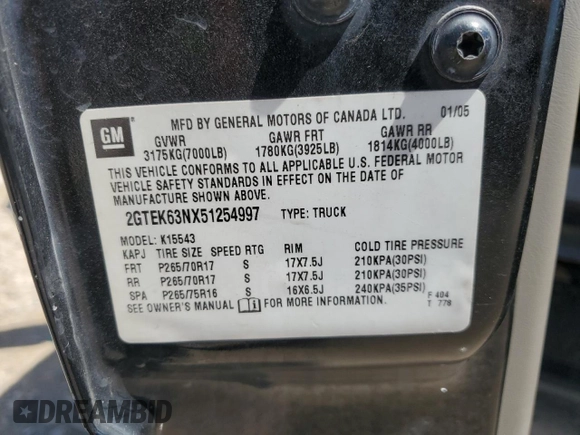 GM
MFD BY GENERAL MOTORS OF CANADA LTD. 01/05
GVWR GAWR FRT GAWR RR
3175KG(7000LB) 1780KG(3925LB) 1814KG(4000LB)
THIS VEHICLE CONFORMS TO ALL APPLICABLE U.S. FEDERAL MOTOR
VEHICLE SAFETY STANDARDS IN EFFECT ON THE DATE OF
MANUFACTURE SHOWN ABOVE.
2GTEK63NX51254997 TYPE: TRUCK
MODEL: K15543
KAPJ TIRE SIZE SPEED RTG RIM COLD TIRE PRESSURE
FRT P265/70R17 S 17X7.5J 210KPA(30PSI)
RR P265/70R17 S 17X7.5J 210KPA(30PSI)
SPA P265/75R16 S 16X6.5J 240KPA(35PSI)
SEE OWNER'S MANUAL FOR MORE INFORMATION.
F 404
T 778
DREAMBID